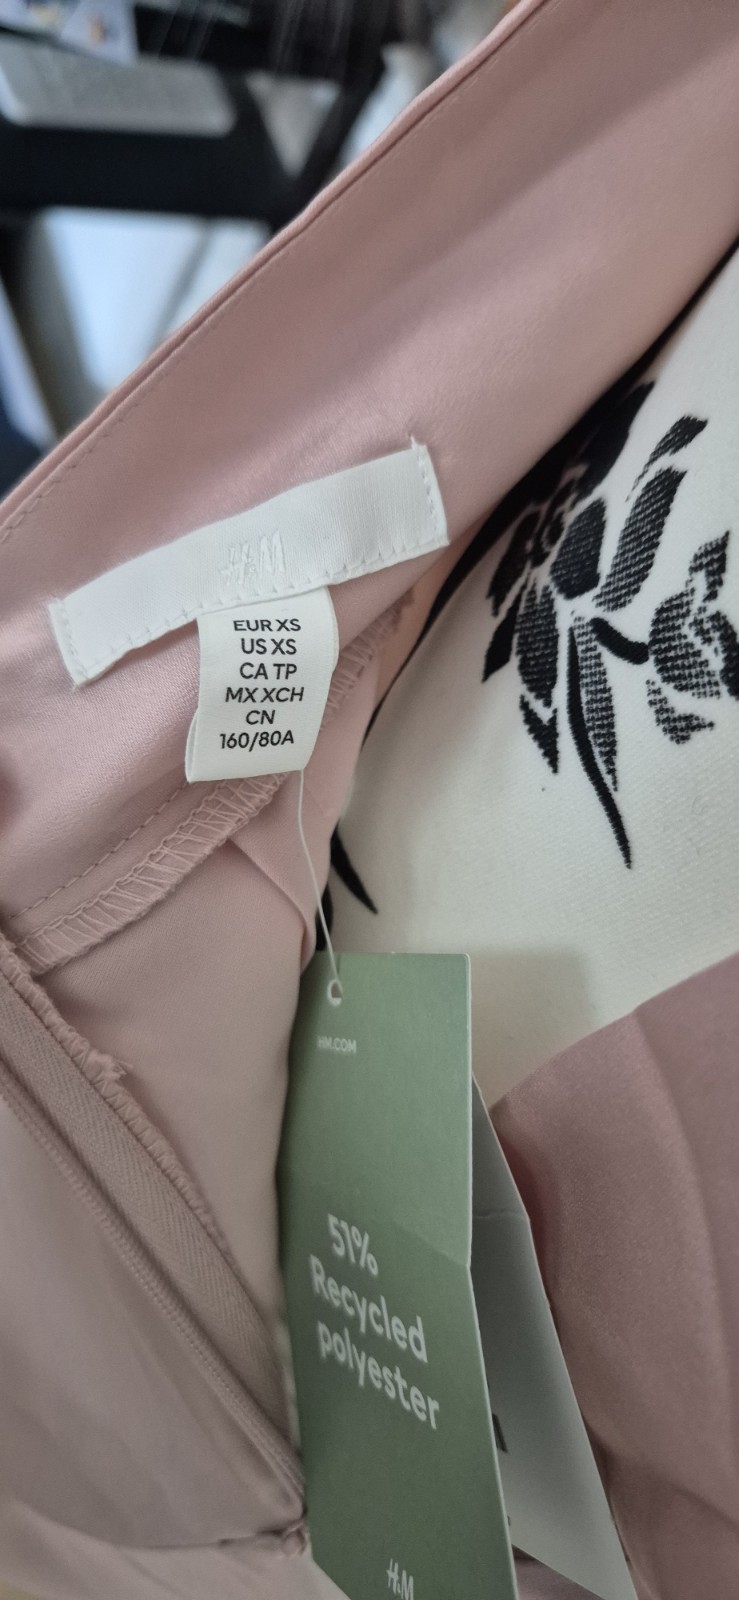 H&M
EUR XS
US XS
CA TP
MX XCH
CN
160/80A
HM.COM
51%
Recycled
polyester
H&M